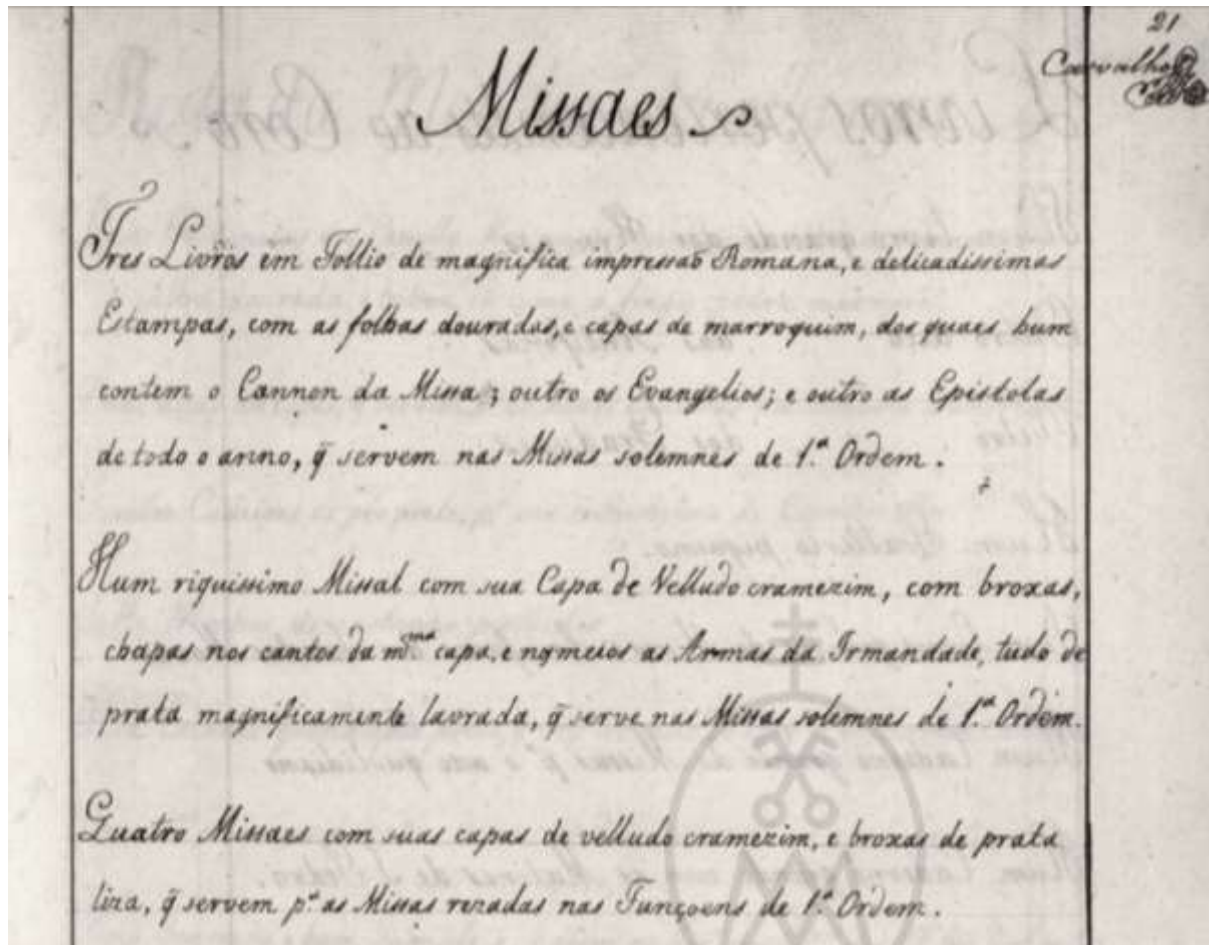 21
Carvalho
Missaes
Tres Livros em Follio de magnifica impressaõ Romana, e delicadissimas
Estampas, com as folhas douradas, e capas de marroquim, dos quaes hum
contem o Cannon da Missa; outro os Evangelios; e outro as Epistolas
de todo o anno, q̃ servem nas Missas solemnes de 1.ª Ordem.
Hum riquissimo Missal com sua Capa de Velludo cramezim, com broxas,
chapas nos cantos da m.ma capa, e no meio as Armas da Irmandade, tudo de
prata magnificamente lavrada, q̃ serve nas Missas solemnes de 1.ª Ordem.
Quatro Missaes com suas capas de velludo cramezim, e broxas de prata
liza, q̃ servem p.ª as Missas rezadas nas Funçoens de 1.ª Ordem.